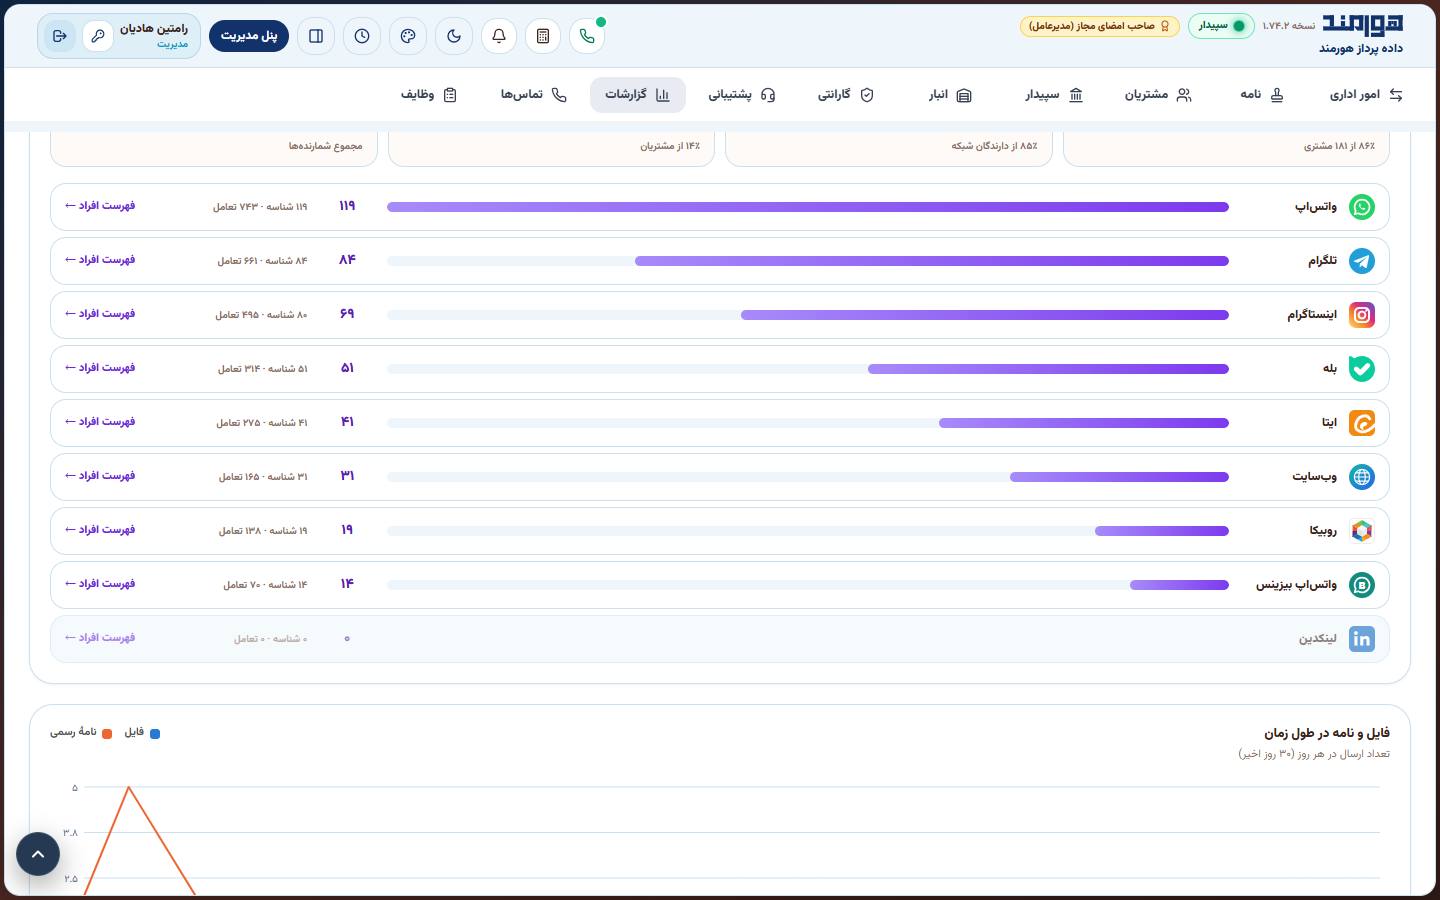 هورمند
داده پرداز هورمند
نسخه ۱.۷۴.۲
سپیدار
صاحب امضای مجاز (مدیرعامل)
پنل مدیریت
رامتین هادیان
مدیریت
امور اداری
نامه
مشتریان
سپیدار
انبار
گارانتی
پشتیبانی
گزارشات
تماس‌ها
وظایف
۸۶٪ از ۱۸۱ مشتری
۸۵٪ از دارندگان شبکه
۱۴٪ از مشتریان
مجموع شمارنده‌ها
واتس‌اپ ۱۱۹ ۱۱۹ شناسه · ۷۴۳ تعامل فهرست افراد ←
تلگرام ۸۴ ۸۴ شناسه · ۶۶۱ تعامل فهرست افراد ←
اینستاگرام ۶۹ ۸۰ شناسه · ۴۹۵ تعامل فهرست افراد ←
بله ۵۱ ۵۱ شناسه · ۳۱۴ تعامل فهرست افراد ←
ایتا ۴۱ ۴۱ شناسه · ۲۷۵ تعامل فهرست افراد ←
وب‌سایت ۳۱ ۳۱ شناسه · ۱۶۵ تعامل فهرست افراد ←
روبیکا ۱۹ ۱۹ شناسه · ۱۳۸ تعامل فهرست افراد ←
واتس‌اپ بیزینس ۱۴ ۱۴ شناسه · ۷۰ تعامل فهرست افراد ←
لینکدین ۰ ۰ شناسه · ۰ تعامل فهرست افراد ←
فایل و نامه در طول زمان
تعداد ارسال در هر روز (۳۰ روز اخیر)
فایل
نامهٔ رسمی
۵
۳.۸
۲.۵